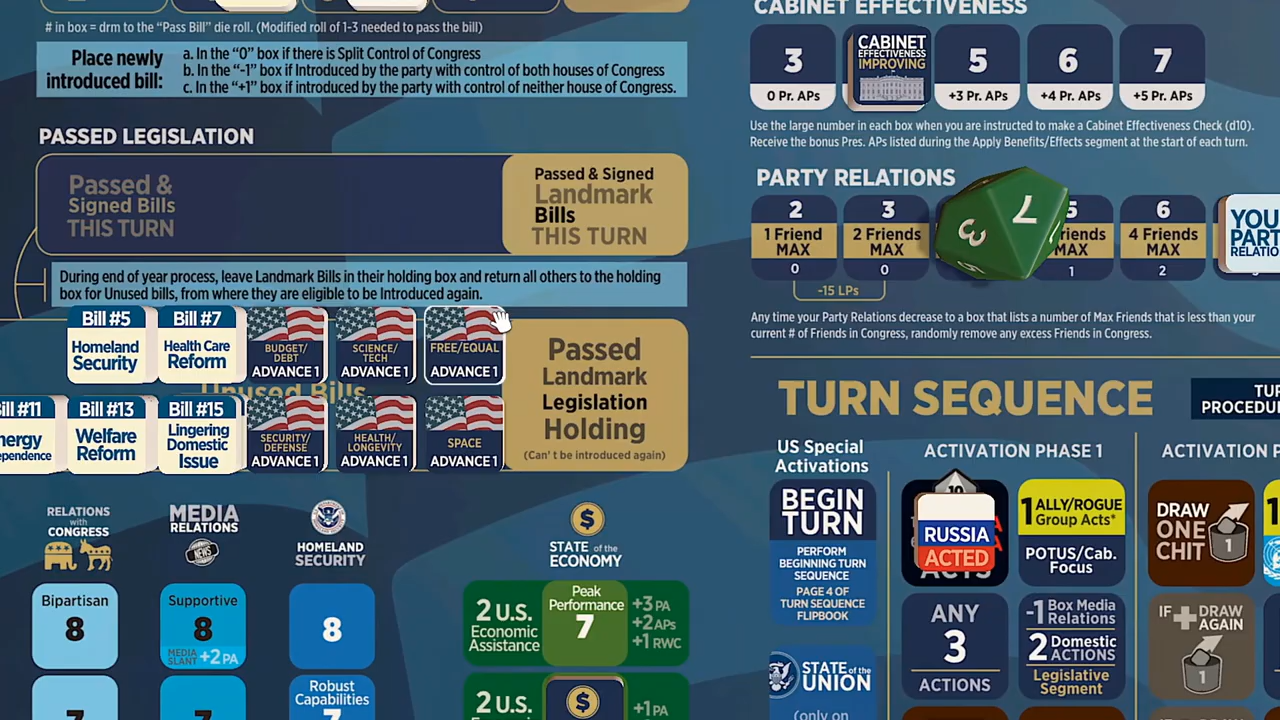 # in box = drm to the “Pass Bill” die roll. (Modified roll of 1-3 needed to pass the bill)
Place newly introduced bill:
a. In the “0” box if there is Split Control of Congress
b. In the “-1” box if Introduced by the party with control of both houses of Congress
c. In the “+1” box if introduced by the party with control of neither house of Congress.
PASSED LEGISLATION
Passed &
Signed Bills
THIS TURN
Passed & Signed
Landmark
Bills
THIS TURN
During end of year process, leave Landmark Bills in their holding box and return all others to the holding
box for Unused bills, from where they are eligible to be Introduced again.
Bill #5
Homeland
Security
Bill #7
Health Care
Reform
BUDGET/
DEBT
ADVANCE 1
SCIENCE/
TECH
ADVANCE 1
FREE/EQUAL
ADVANCE 1
Unused Bills
Bill #13
Welfare
Reform
Bill #15
Lingering
Domestic
Issue
SECURITY/
DEFENSE
ADVANCE 1
HEALTH/
LONGEVITY
ADVANCE 1
SPACE
ADVANCE 1
Passed
Landmark
Legislation
Holding
(Can't be introduced again)
RELATIONS
with
CONGRESS
MEDIA
RELATIONS
NEWS
HOMELAND
SECURITY
STATE of the
ECONOMY
Bipartisan
8
Supportive
8
MEDIA
SLANT +2 PA
8
2 U.S.
Economic
Assistance
Peak
Performance
7
+3 PA
+2 APs
+1 RWC
Robust
Capabilities
2 U.S.
+1 PA
CABINET EFFECTIVENESS
3
0 Pr. APs
CABINET
EFFECTIVENESS
IMPROVING
5
+3 Pr. APs
6
+4 Pr. APs
7
+5 Pr. APs
Use the large number in each box when you are instructed to make a Cabinet Effectiveness Check (d10).
Receive the bonus Pres. APs listed during the Apply Benefits/Effects segment at the start of each turn.
PARTY RELATIONS
2
1 Friend
MAX
0
3
2 Friends
MAX
0
-15 LPs
3
7
5
MAX
1
6
4 Friends
MAX
2
Any time your Party Relations decrease to a box that lists a number of Max Friends that is less than your
current # of Friends in Congress, randomly remove any excess Friends in Congress.
TURN SEQUENCE
US Special
Activations
ACTIVATION PHASE 1
BEGIN
TURN
PERFORM
BEGINNING TURN
SEQUENCE
PAGE 4 OF
TURN SEQUENCE
FLIPBOOK
10
RUSSIA
ACTED
ACTS
1 ALLY/ROGUE
Group Acts*
POTUS/Cab.
Focus
DRAW
ONE
CHIT
1
ANY
3
ACTIONS
-1 Box Media
Relations
2 Domestic
ACTIONS
Legislative
Segment
IF + DRAW
AGAIN
1
STATE of the
UNION
(only on